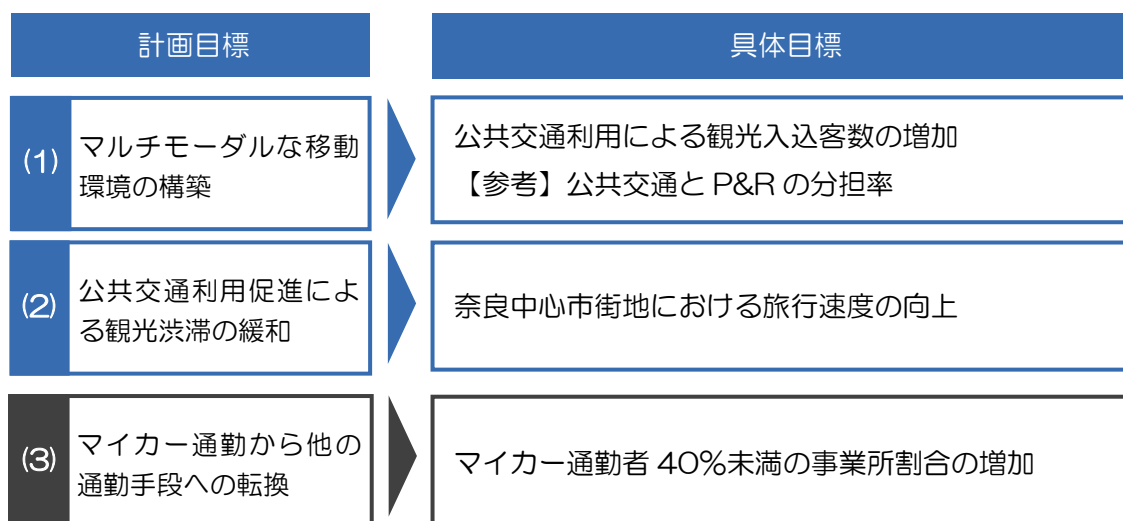 計画目標
具体目標
(1)
マルチモーダルな移動
環境の構築
公共交通利用による観光入込客数の増加
【参考】公共交通と P&R の分担率
(2)
公共交通利用促進によ
る観光渋滞の緩和
奈良中心市街地における旅行速度の向上
(3)
マイカー通勤から他の
通勤手段への転換
マイカー通勤者 40%未満の事業所割合の増加